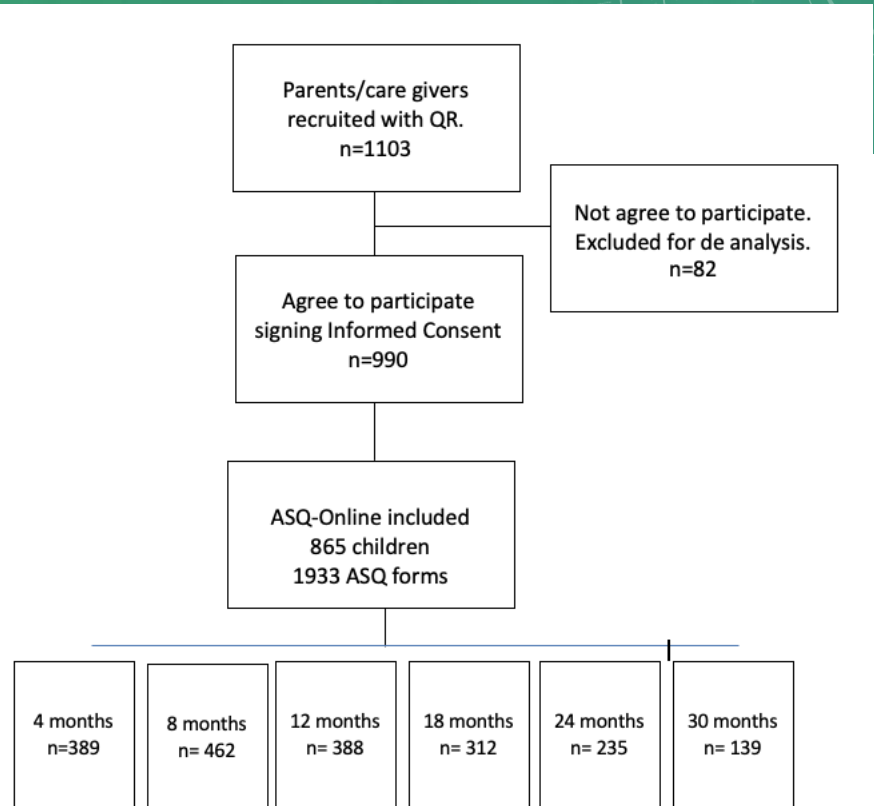 Parents/care givers
recruited with QR.
n=1103
Not agree to participate.
Excluded for de analysis.
n=82
Agree to participate
signing Informed Consent
n=990
ASQ-Online included
865 children
1933 ASQ forms
4 months
n=389
8 months
n= 462
12 months
n= 388
18 months
n= 312
24 months
n= 235
30 months
n= 139